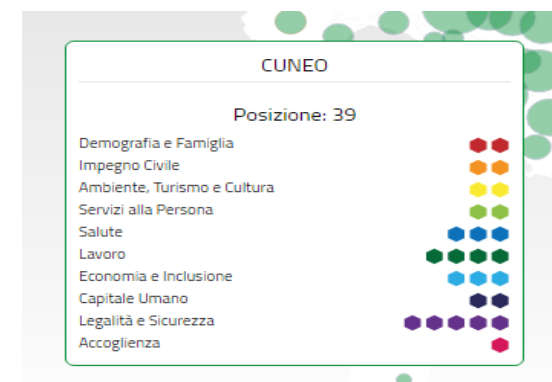 CUNEO
Posizione: 39
Demografia e Famiglia
Impegno Civile
Ambiente, Turismo e Cultura
Servizi alla Persona
Salute
Lavoro
Economia e Inclusione
Capitale Umano
Legalità e Sicurezza
Accoglienza